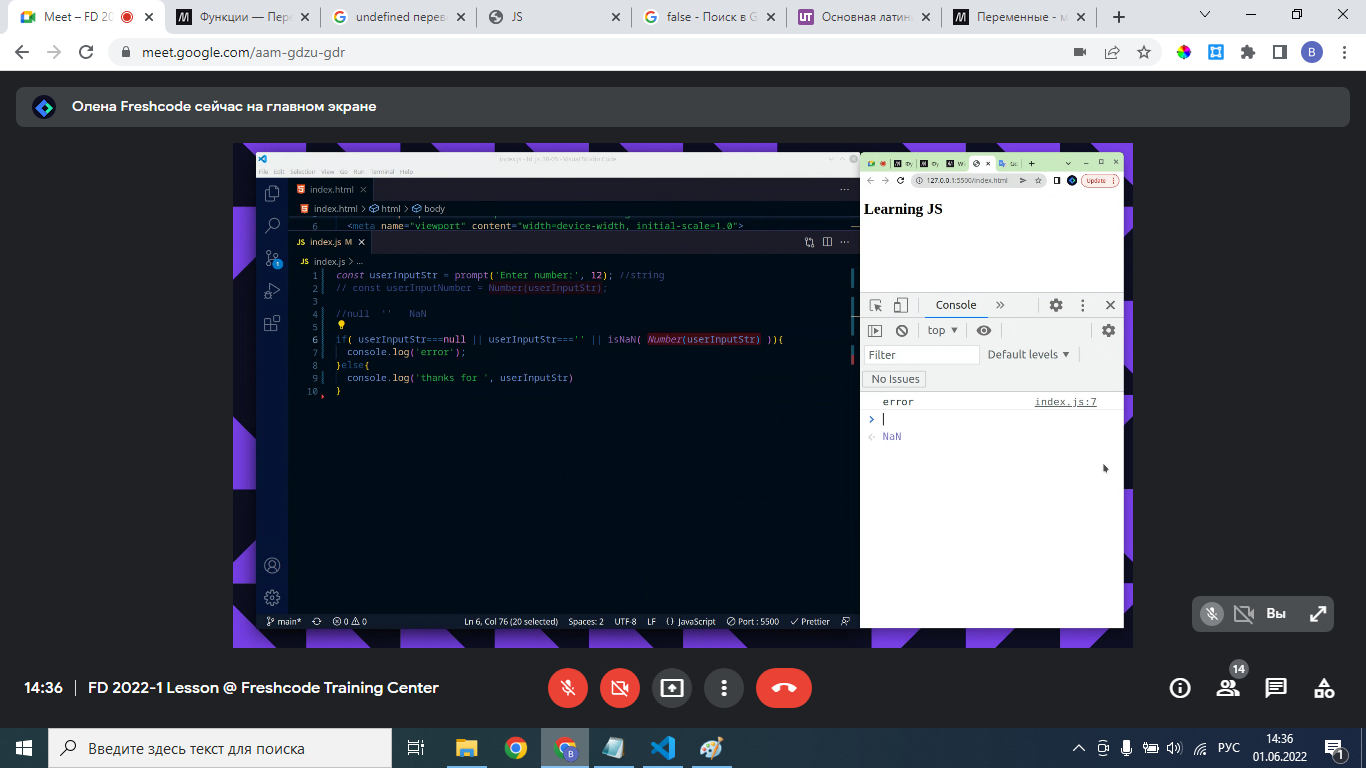 Meet – FD 20
Функции — Пер
undefined перев
JS
false - Поиск в G
Основная латин
Переменные - м
meet.google.com/aam-gdzu-gdr
B
Олена Freshcode сейчас на главном экране
index.js - fd_js_30-05 - Visual Studio Code
File Edit Selection View Go Run Terminal Help
index.html
index.html > html > body
6 <meta name="viewport" content="width=device-width, initial-scale=1.0">
JS index.js M
JS index.js > ...
1 const userInputStr = prompt('Enter number:', 12); //string
2 // const userInputNumber = Number(userInputStr);
3
4 //null '' NaN
5
6 if( userInputStr===null || userInputStr==='' || isNaN( Number(userInputStr) )){
7 console.log('error');
8 }else{
9 console.log('thanks for ', userInputStr)
10 }
main*
0 0
Ln 6, Col 76 (20 selected) Spaces: 2 UTF-8 LF {} JavaScript Port : 5500 Prettier
127.0.0.1:5500/index.html
Update
Learning JS
Console
top
Filter
Default levels
No Issues
error index.js:7
NaN
Вы
14:36 | FD 2022-1 Lesson @ Freshcode Training Center
14
Введите здесь текст для поиска
РУС
14:36
01.06.2022
1